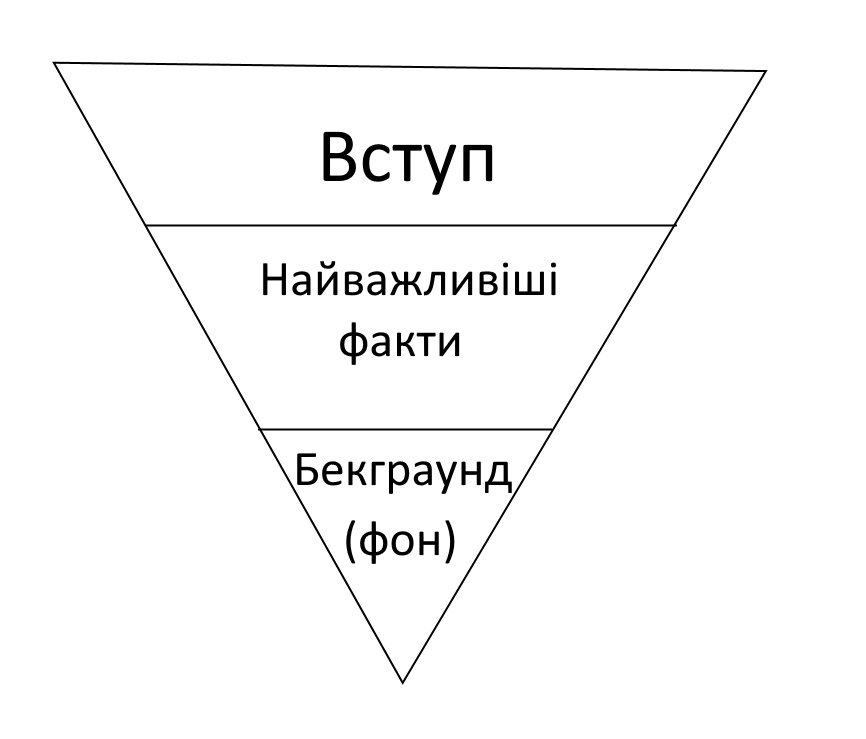 Вступ
Найважливіші
факти
Бекграунд
(фон)